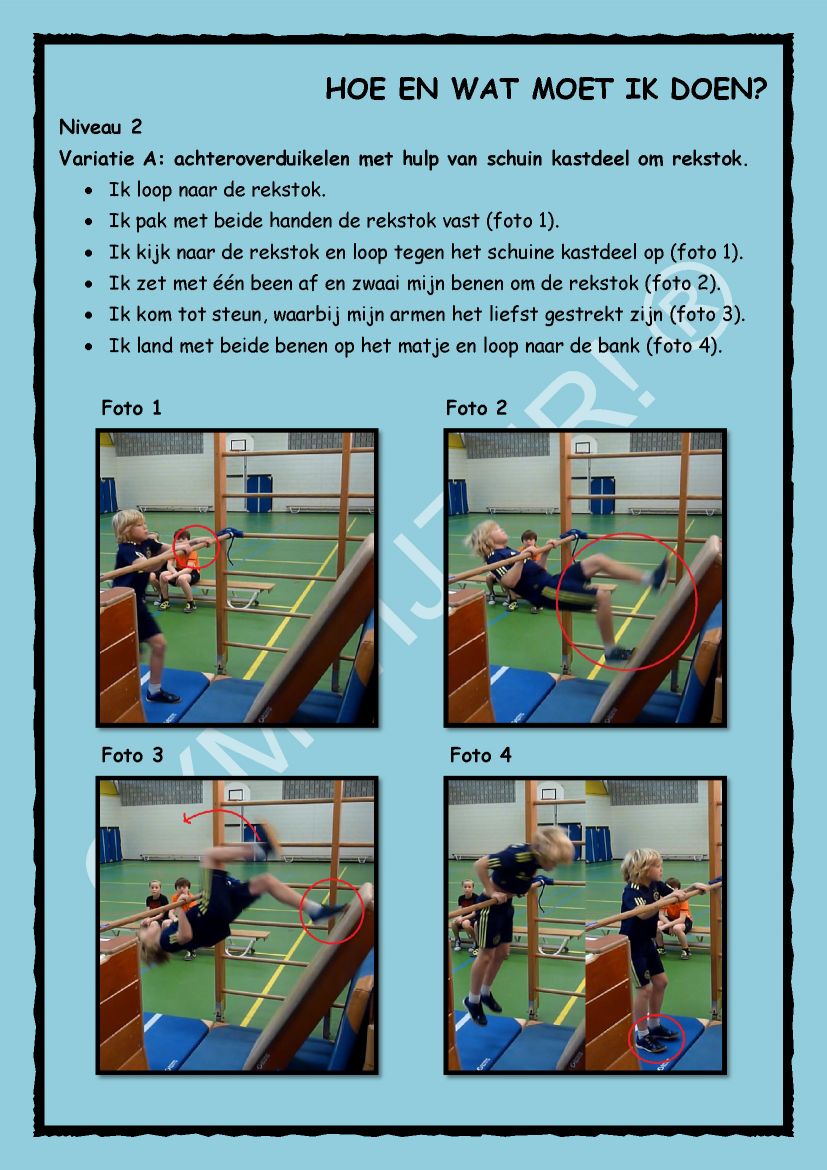 HOE EN WAT MOET IK DOEN?
Niveau 2
Variatie A: achteroverduikelen met hulp van schuin kastdeel om rekstok.
• Ik loop naar de rekstok.
• Ik pak met beide handen de rekstok vast (foto 1).
• Ik kijk naar de rekstok en loop tegen het schuine kastdeel op (foto 1).
• Ik zet met één been af en zwaai mijn benen om de rekstok (foto 2).
• Ik kom tot steun, waarbij mijn armen het liefst gestrekt zijn (foto 3).
• Ik land met beide benen op het matje en loop naar de bank (foto 4).
Foto 1
Foto 2
Foto 3
Foto 4